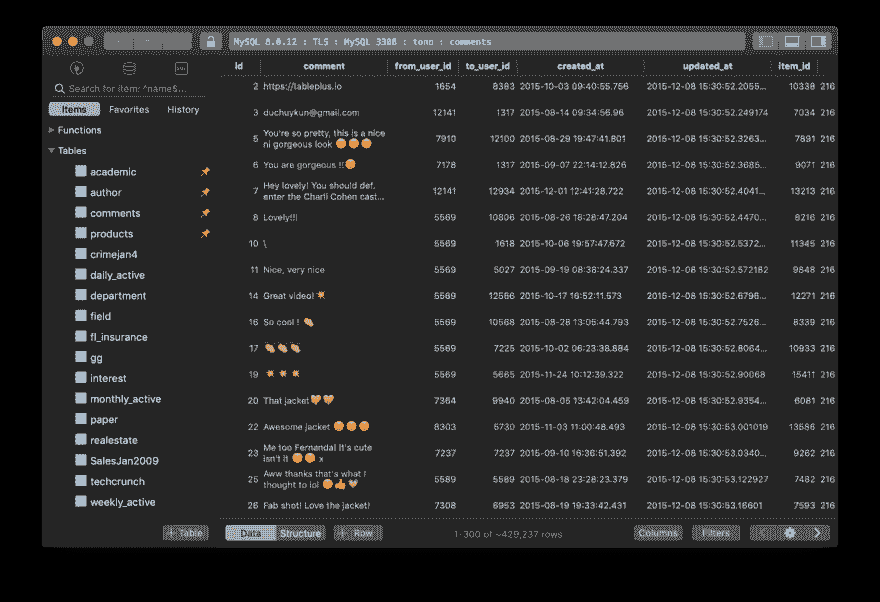 MySQL 8.0.12 : TLS : MySQL 3306 : tomo : comments
Search for item: ^name$...
Items Favorites History
Functions
Tables
academic
author
comments
products
crimejan4
daily_active
department
field
fl_insurance
gg
interest
monthly_active
paper
realestate
SalesJan2009
techcrunch
weekly_active
+ Table
id comment from_user_id to_user_id created_at updated_at item_id
2 https://tableplus.io 1654 8383 2015-10-03 09:40:55.756 2015-12-08 15:30:52.2055... 10338 216
3 duchuykun@gmail.com 12141 1317 2015-08-14 09:34:56.96 2015-12-08 15:30:52.249174 7034 216
5 You're so pretty, this is a nice
ni gorgeous look 7910 12100 2015-08-29 19:47:41.801 2015-12-08 15:30:52.3263... 7891 216
6 You are gorgeous !! 7178 1317 2015-09-07 22:14:12.826 2015-12-08 15:30:52.3685... 9071 216
7 Hey lovely! You should def.
enter the Charli Cohen cast... 12141 12934 2015-12-01 12:41:28.722 2015-12-08 15:30:52.4041... 13213 216
8 Lovely!!! 5569 10806 2015-08-26 18:28:47.204 2015-12-08 15:30:52.4470... 8216 216
10 \ 5569 1618 2015-10-06 19:57:47.672 2015-12-08 15:30:52.5372... 11345 216
11 Nice, very nice 5569 5027 2015-09-19 08:38:24.337 2015-12-08 15:30:52.572182 9848 216
14 Great video! 5569 12556 2015-10-17 16:52:11.573 2015-12-08 15:30:52.6796... 12271 216
16 So cool ! 5569 10568 2015-08-28 13:05:44.793 2015-12-08 15:30:52.7526... 8339 216
17 5569 7225 2015-10-02 06:23:38.884 2015-12-08 15:30:52.8064... 10933 216
19 5569 5665 2015-11-24 10:12:39.322 2015-12-08 15:30:52.90068 15411 216
20 That jacket 7364 9940 2015-08-05 13:42:04.459 2015-12-08 15:30:52.9354... 6081 216
22 Awesome jacket 8303 5730 2015-11-03 11:00:48.493 2015-12-08 15:30:53.001019 13586 216
23 Me too Fernanda! It's cute
isn't it x 7237 7237 2015-09-10 16:36:51.392 2015-12-08 15:30:53.0340... 9262 216
25 Aww thanks that's what I
thought to lol 5589 5589 2015-08-18 23:28:23.379 2015-12-08 15:30:53.122927 7482 216
26 Fab shot! Love the jacket! 7308 6953 2015-08-19 19:33:42.431 2015-12-08 15:30:53.16601 7593 216
Data Structure + Row 1-300 of ~429,237 rows Columns Filters